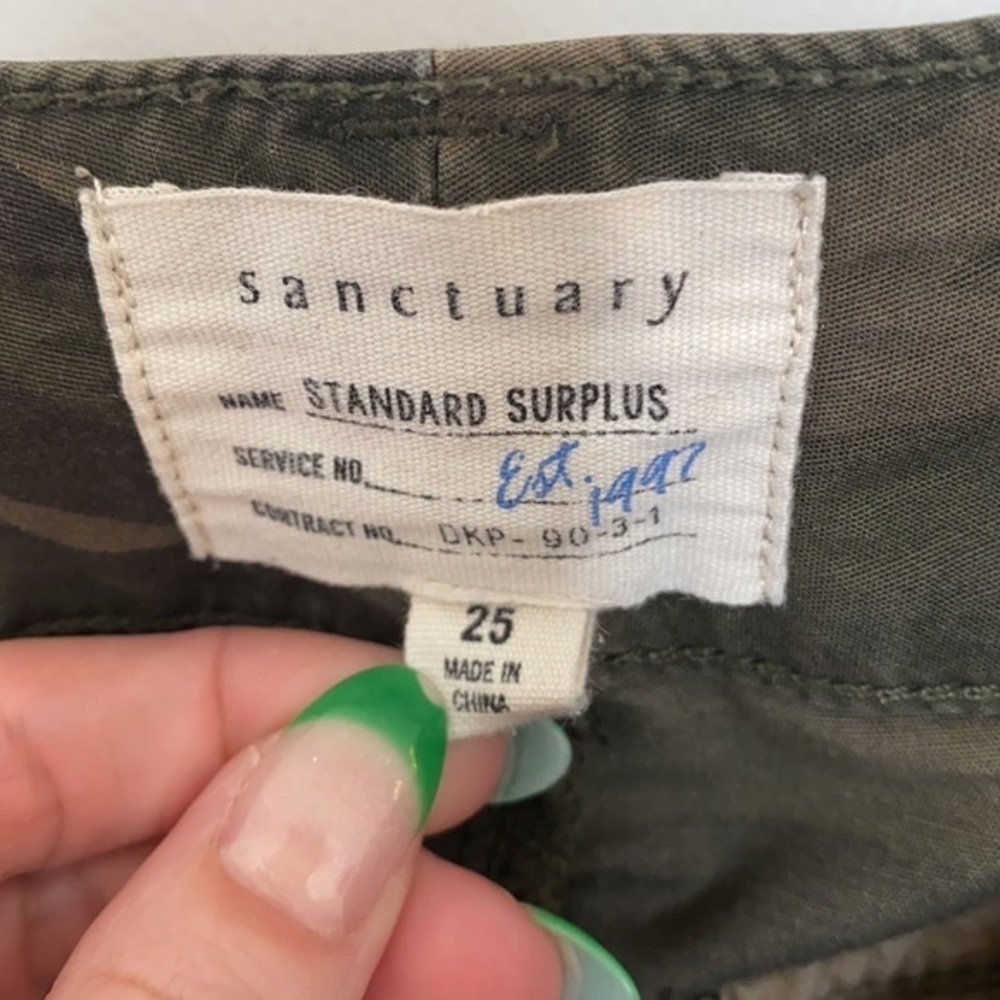 sanctuary
NAME STANDARD SURPLUS
SERVICE NO. Est. 1997
CONTRACT NO. DKP-90-3-1
25
MADE IN
CHINA